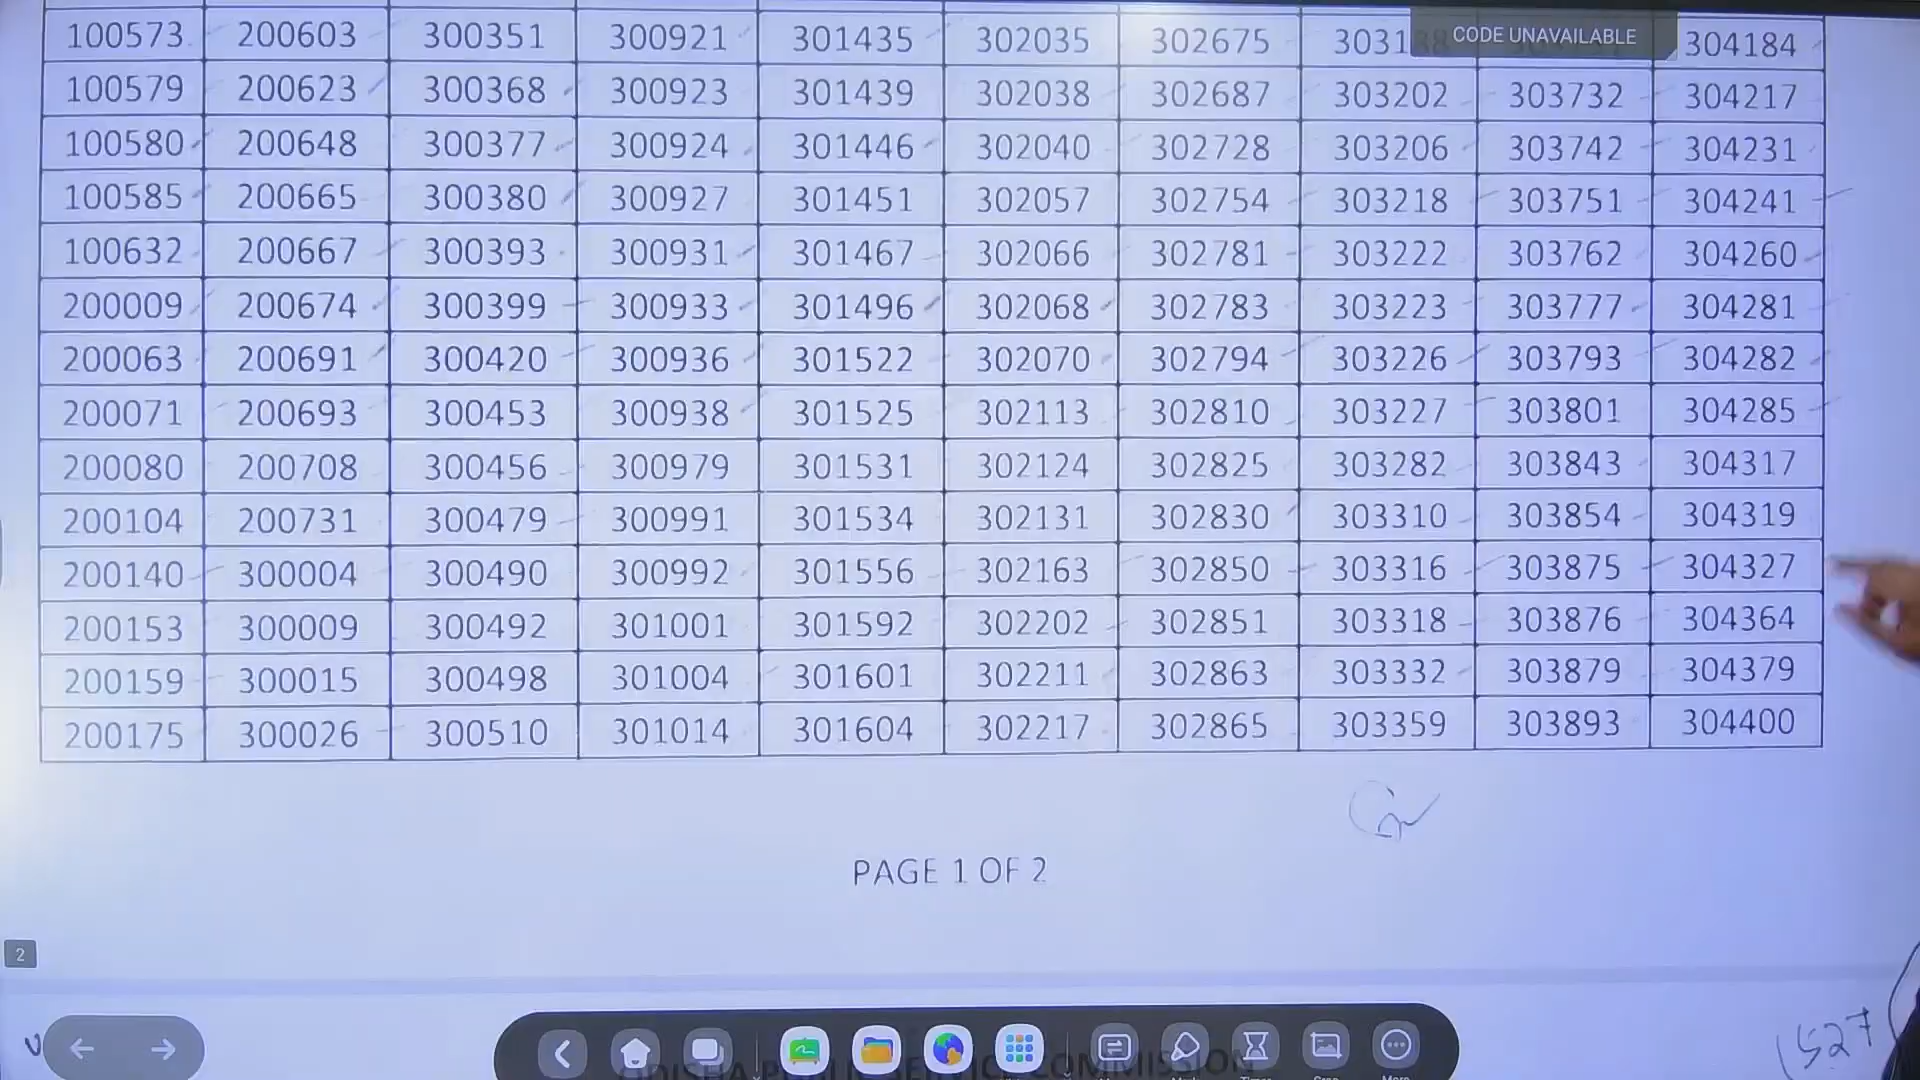 100573 200603 300351 300921 301435 302035 302675 3031 CODE UNAVAILABLE 304184
100579 200623 300368 300923 301439 302038 302687 303202 303732 304217
100580 200648 300377 300924 301446 302040 302728 303206 303742 304231
100585 200665 300380 300927 301451 302057 302754 303218 303751 304241
100632 200667 300393 300931 301467 302066 302781 303222 303762 304260
200009 200674 300399 300933 301496 302068 302783 303223 303777 304281
200063 200691 300420 300936 301522 302070 302794 303226 303793 304282
200071 200693 300453 300938 301525 302113 302810 303227 303801 304285
200080 200708 300456 300979 301531 302124 302825 303282 303843 304317
200104 200731 300479 300991 301534 302131 302830 303310 303854 304319
200140 300004 300490 300992 301556 302163 302850 303316 303875 304327
200153 300009 300492 301001 301592 302202 302851 303318 303876 304364
200159 300015 300498 301004 301601 302211 302863 303332 303879 304379
200175 300026 300510 301014 301604 302217 302865 303359 303893 304400
PAGE 1 OF 2
2
1527
ODISHA PUBLIC SERVICE COMMISSION